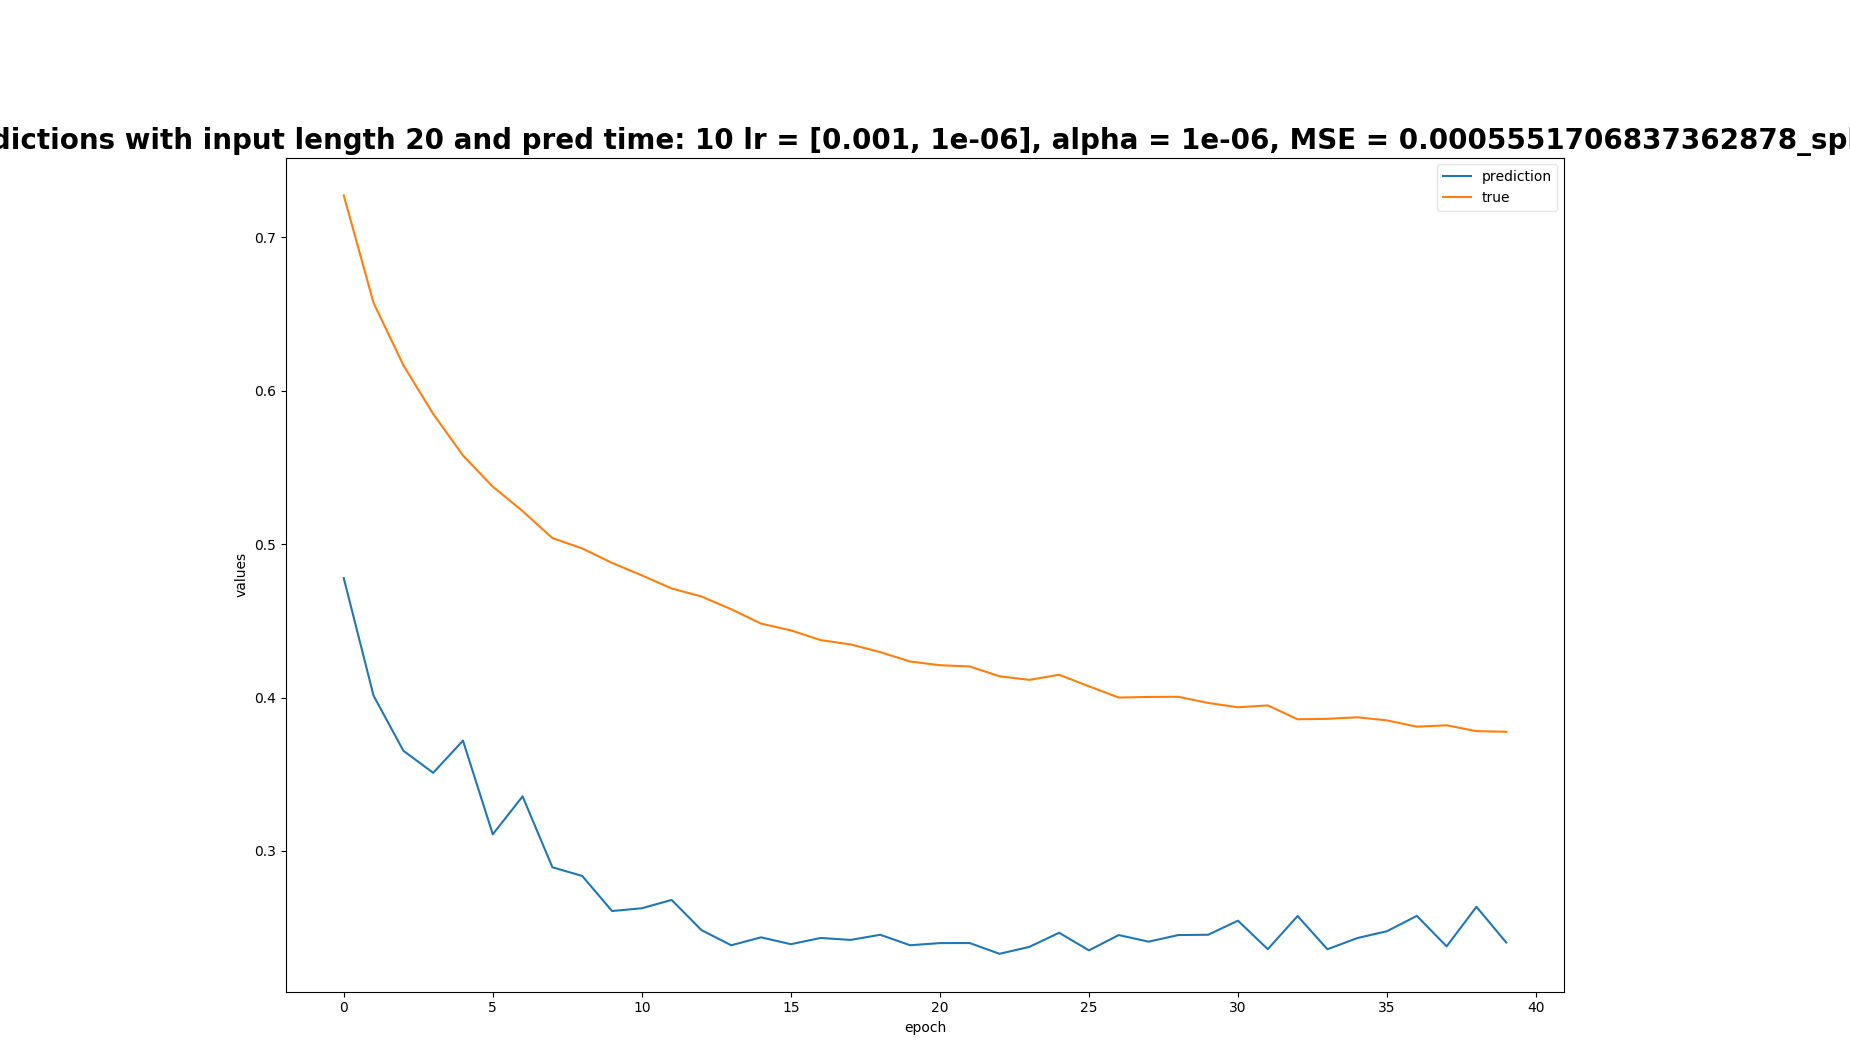 dictions with input length 20 and pred time: 10 lr = [0.001, 1e-06], alpha = 1e-06, MSE = 0.0005551706837362878_spl
prediction
true
0.7
0.6
0.5
0.4
0.3
values
0 5 10 15 20 25 30 35 40
epoch